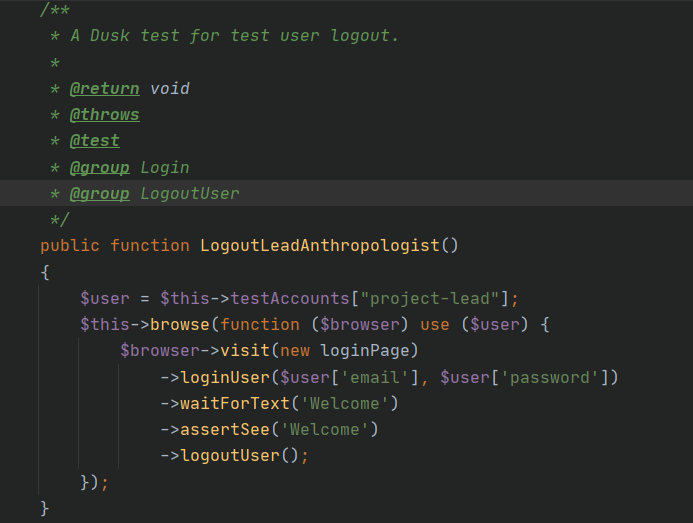 /**
 * A Dusk test for test user logout.
 *
 * @return void
 * @throws
 * @test
 * @group Login
 * @group LogoutUser
 */
public function LogoutLeadAnthropologist()
{
    $user = $this->testAccounts["project-lead"];
    $this->browse(function ($browser) use ($user) {
        $browser->visit(new loginPage)
            ->loginUser($user['email'], $user['password'])
            ->waitForText('Welcome')
            ->assertSee('Welcome')
            ->logoutUser();
    });
}